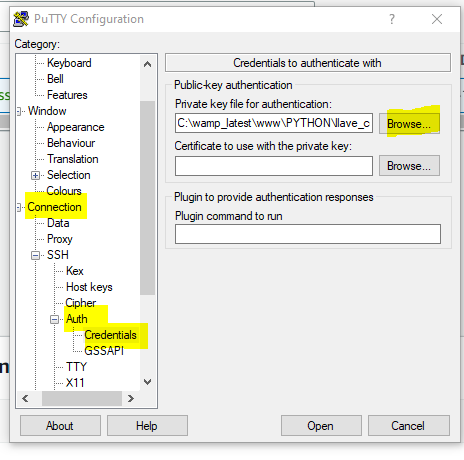 PuTTY Configuration
?
Category:
Keyboard
Bell
Features
Window
Appearance
Behaviour
Translation
Selection
Colours
Connection
Data
Proxy
SSH
Kex
Host keys
Cipher
Auth
Credentials
GSSAPI
TTY
X11
Credentials to authenticate with
Public-key authentication
Private key file for authentication:
C:\wamp_latest\www\PYTHON\lave_c
Browse...
Certificate to use with the private key:
Browse...
Plugin to provide authentication responses
Plugin command to run
About
Help
Open
Cancel